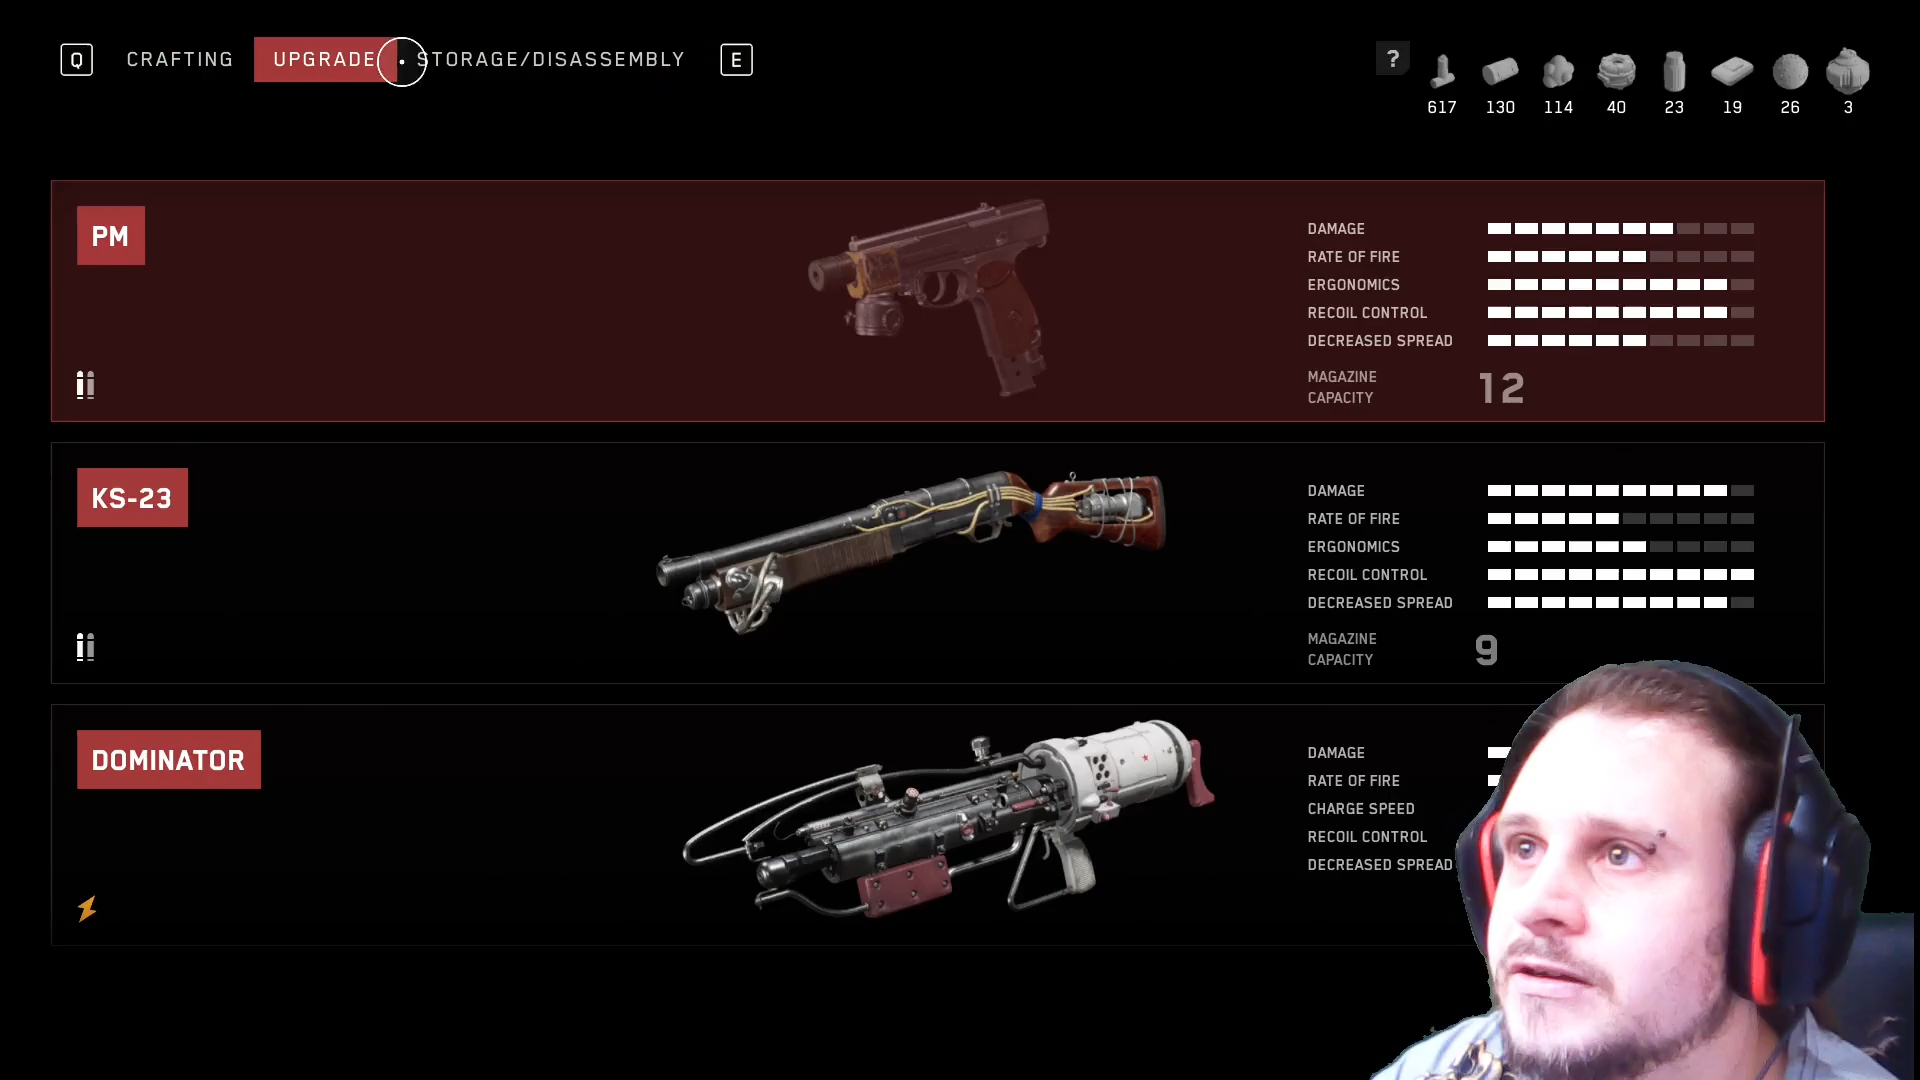 Q CRAFTING UPGRADE STORAGE/DISASSEMBLY E
?
617 130 114 40 23 19 26 3
PM
DAMAGE
RATE OF FIRE
ERGONOMICS
RECOIL CONTROL
DECREASED SPREAD
MAGAZINE
CAPACITY
12
KS-23
DAMAGE
RATE OF FIRE
ERGONOMICS
RECOIL CONTROL
DECREASED SPREAD
MAGAZINE
CAPACITY
9
DOMINATOR
DAMAGE
RATE OF FIRE
CHARGE SPEED
RECOIL CONTROL
DECREASED SPREAD